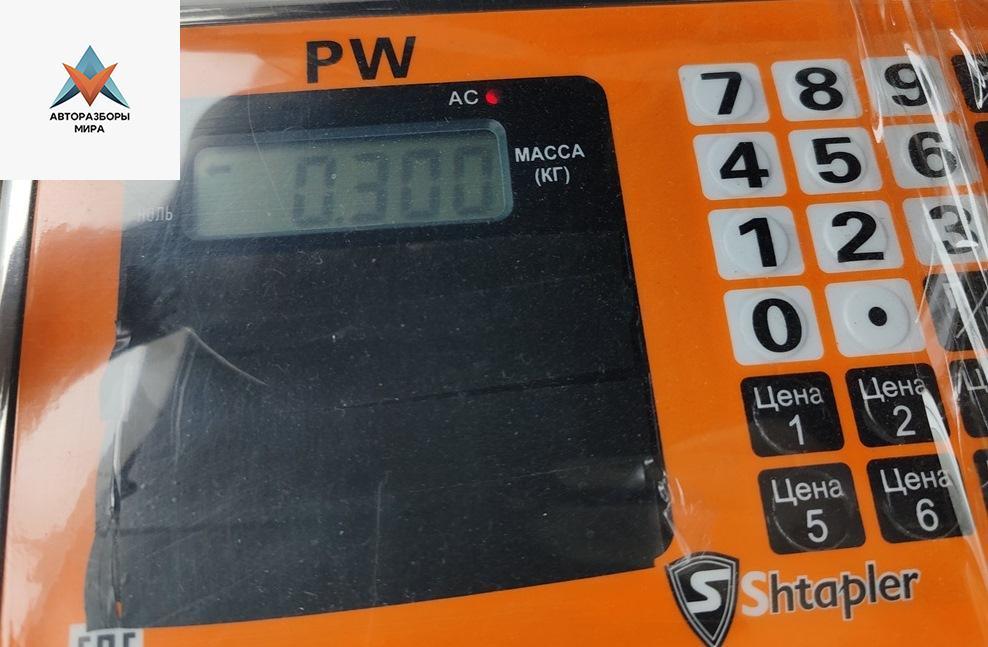 АВТОРАЗБОРЫ
МИРА
PW
AC
- 0.300
МАССА
(КГ)
НОЛЬ
7 8 9
4 5 6
1 2 3
0 .
Цена 1
Цена 2
Цена 5
Цена 6
Shtapler